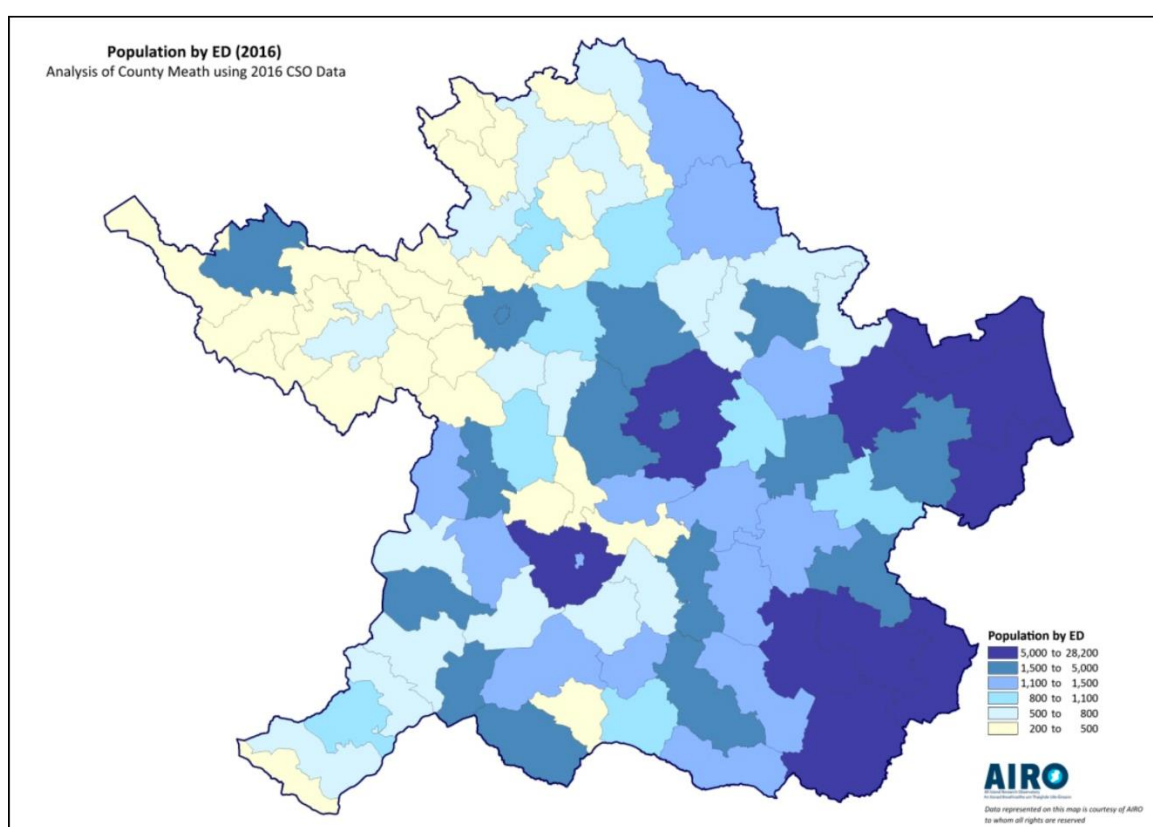 Population by ED (2016)
Analysis of County Meath using 2016 CSO Data
Population by ED
5,000 to 28,200
1,500 to 5,000
1,100 to 1,500
800 to 1,100
500 to 800
200 to 500
AIRO
Data represented on this map is courtesy of AIRO
to whom all rights are reserved